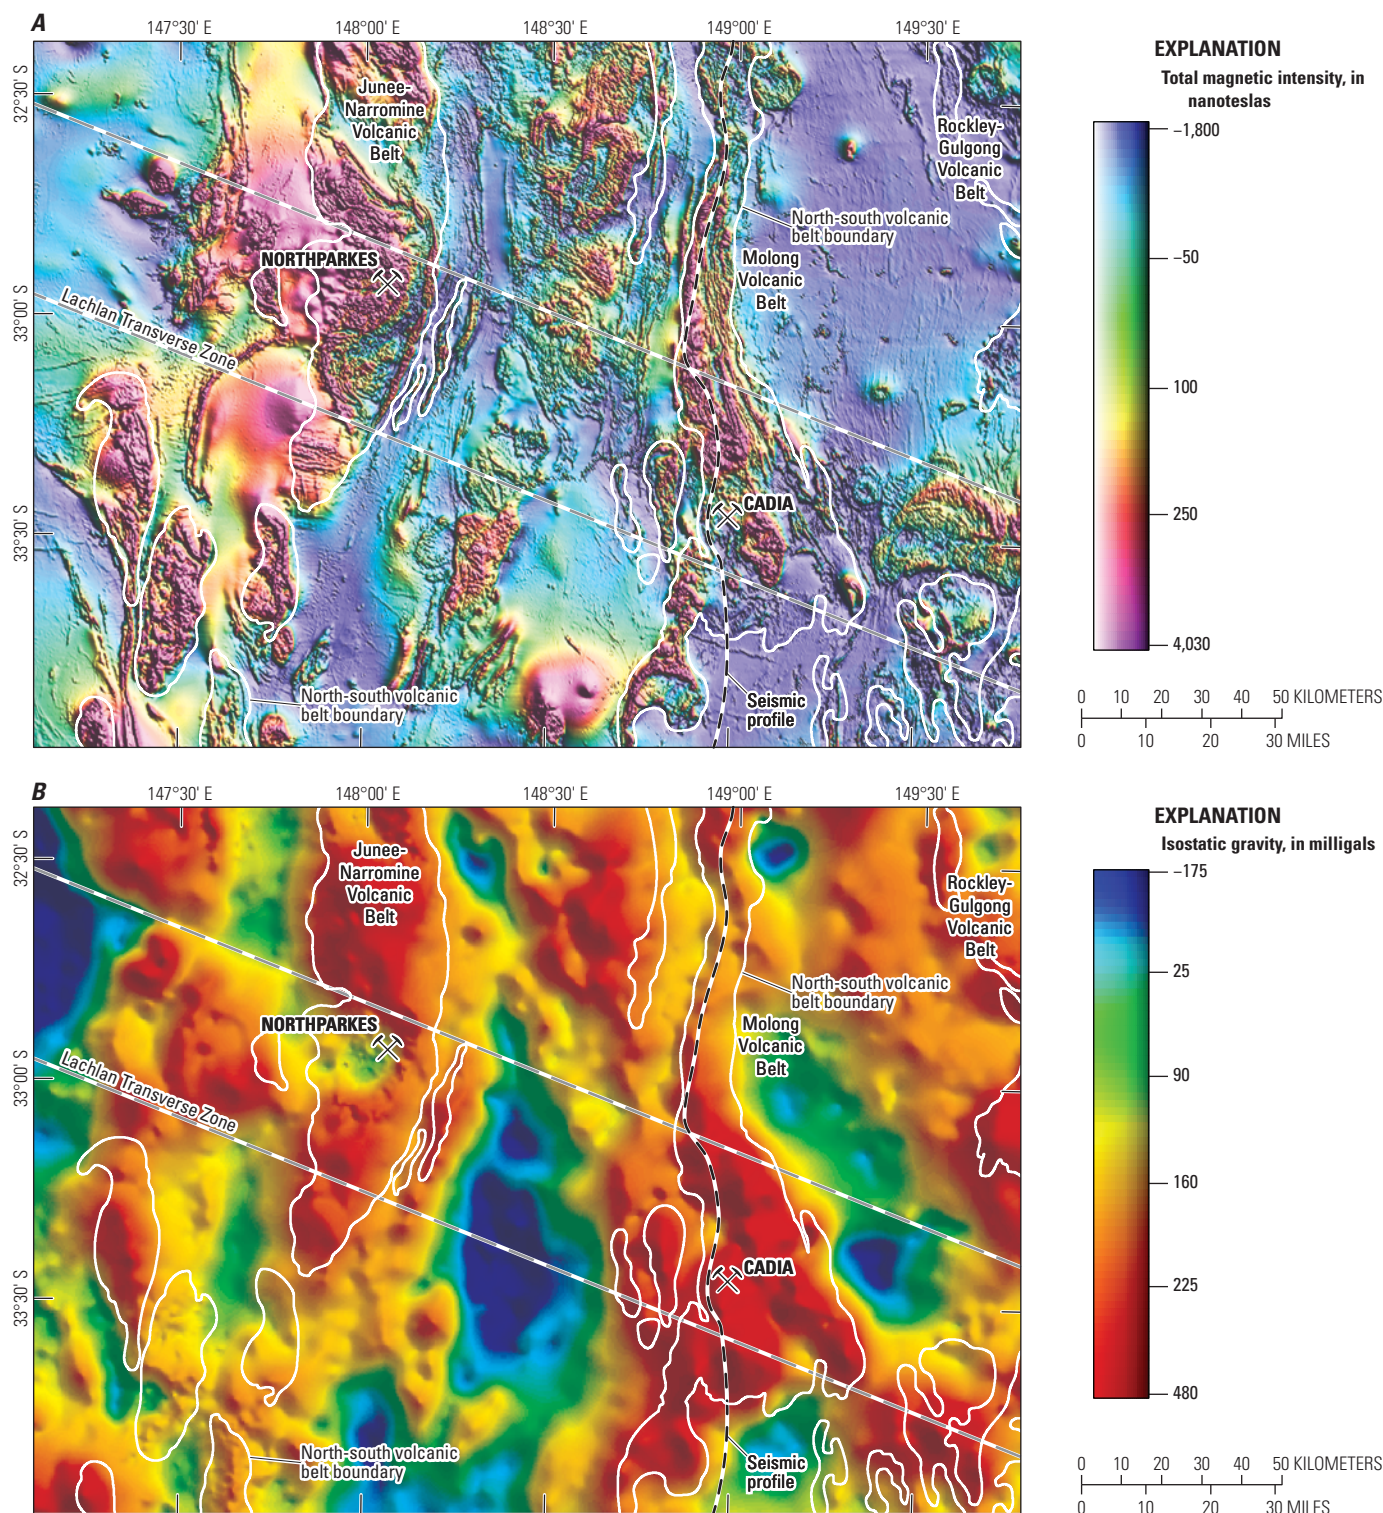 A
147°30' E
148°00' E
148°30' E
149°00' E
149°30' E
32°30' S
33°00' S
33°30' S
Junee-
Narromine
Volcanic
Belt
Rockley-
Gulgong
Volcanic
Belt
North-south volcanic
belt boundary
NORTHPARKES
Molong
Volcanic
Belt
Lachlan Transverse Zone
CADIA
North-south volcanic
belt boundary
Seismic
profile
EXPLANATION
Total magnetic intensity, in
nanoteslas
−1,800
−50
100
250
4,030
0 10 20 30 40 50 KILOMETERS
0 10 20 30 MILES
B
147°30' E
148°00' E
148°30' E
149°00' E
149°30' E
32°30' S
33°00' S
33°30' S
Junee-
Narromine
Volcanic
Belt
Rockley-
Gulgong
Volcanic
Belt
North-south volcanic
belt boundary
NORTHPARKES
Molong
Volcanic
Belt
Lachlan Transverse Zone
CADIA
North-south volcanic
belt boundary
Seismic
profile
EXPLANATION
Isostatic gravity, in milligals
−175
25
90
160
225
480
0 10 20 30 40 50 KILOMETERS
0 10 20 30 MILES